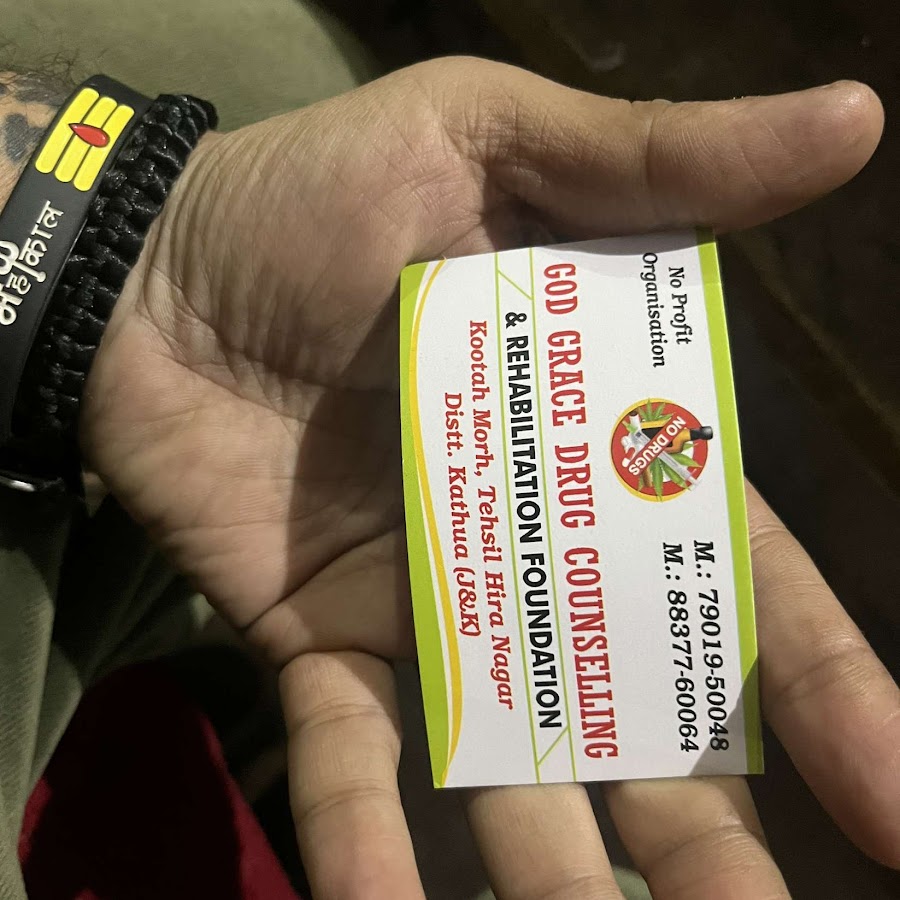 No Profit
Organisation
NO DRUGS
M.: 79019-50048
M.: 88377-60064
GOD GRACE DRUG COUNSELLING
& REHABILITATION FOUNDATION
Kootah Morh, Tehsil Hira Nagar
Distt. Kathua (J&K)
महाकाल